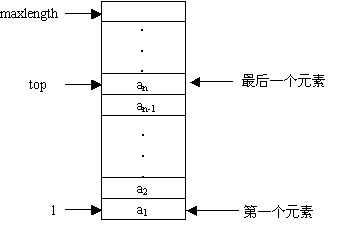 maxlength
.
.
.
top
aₙ
最后一个元素
aₙ₋₁
.
.
.
a₂
1
a₁
第一个元素